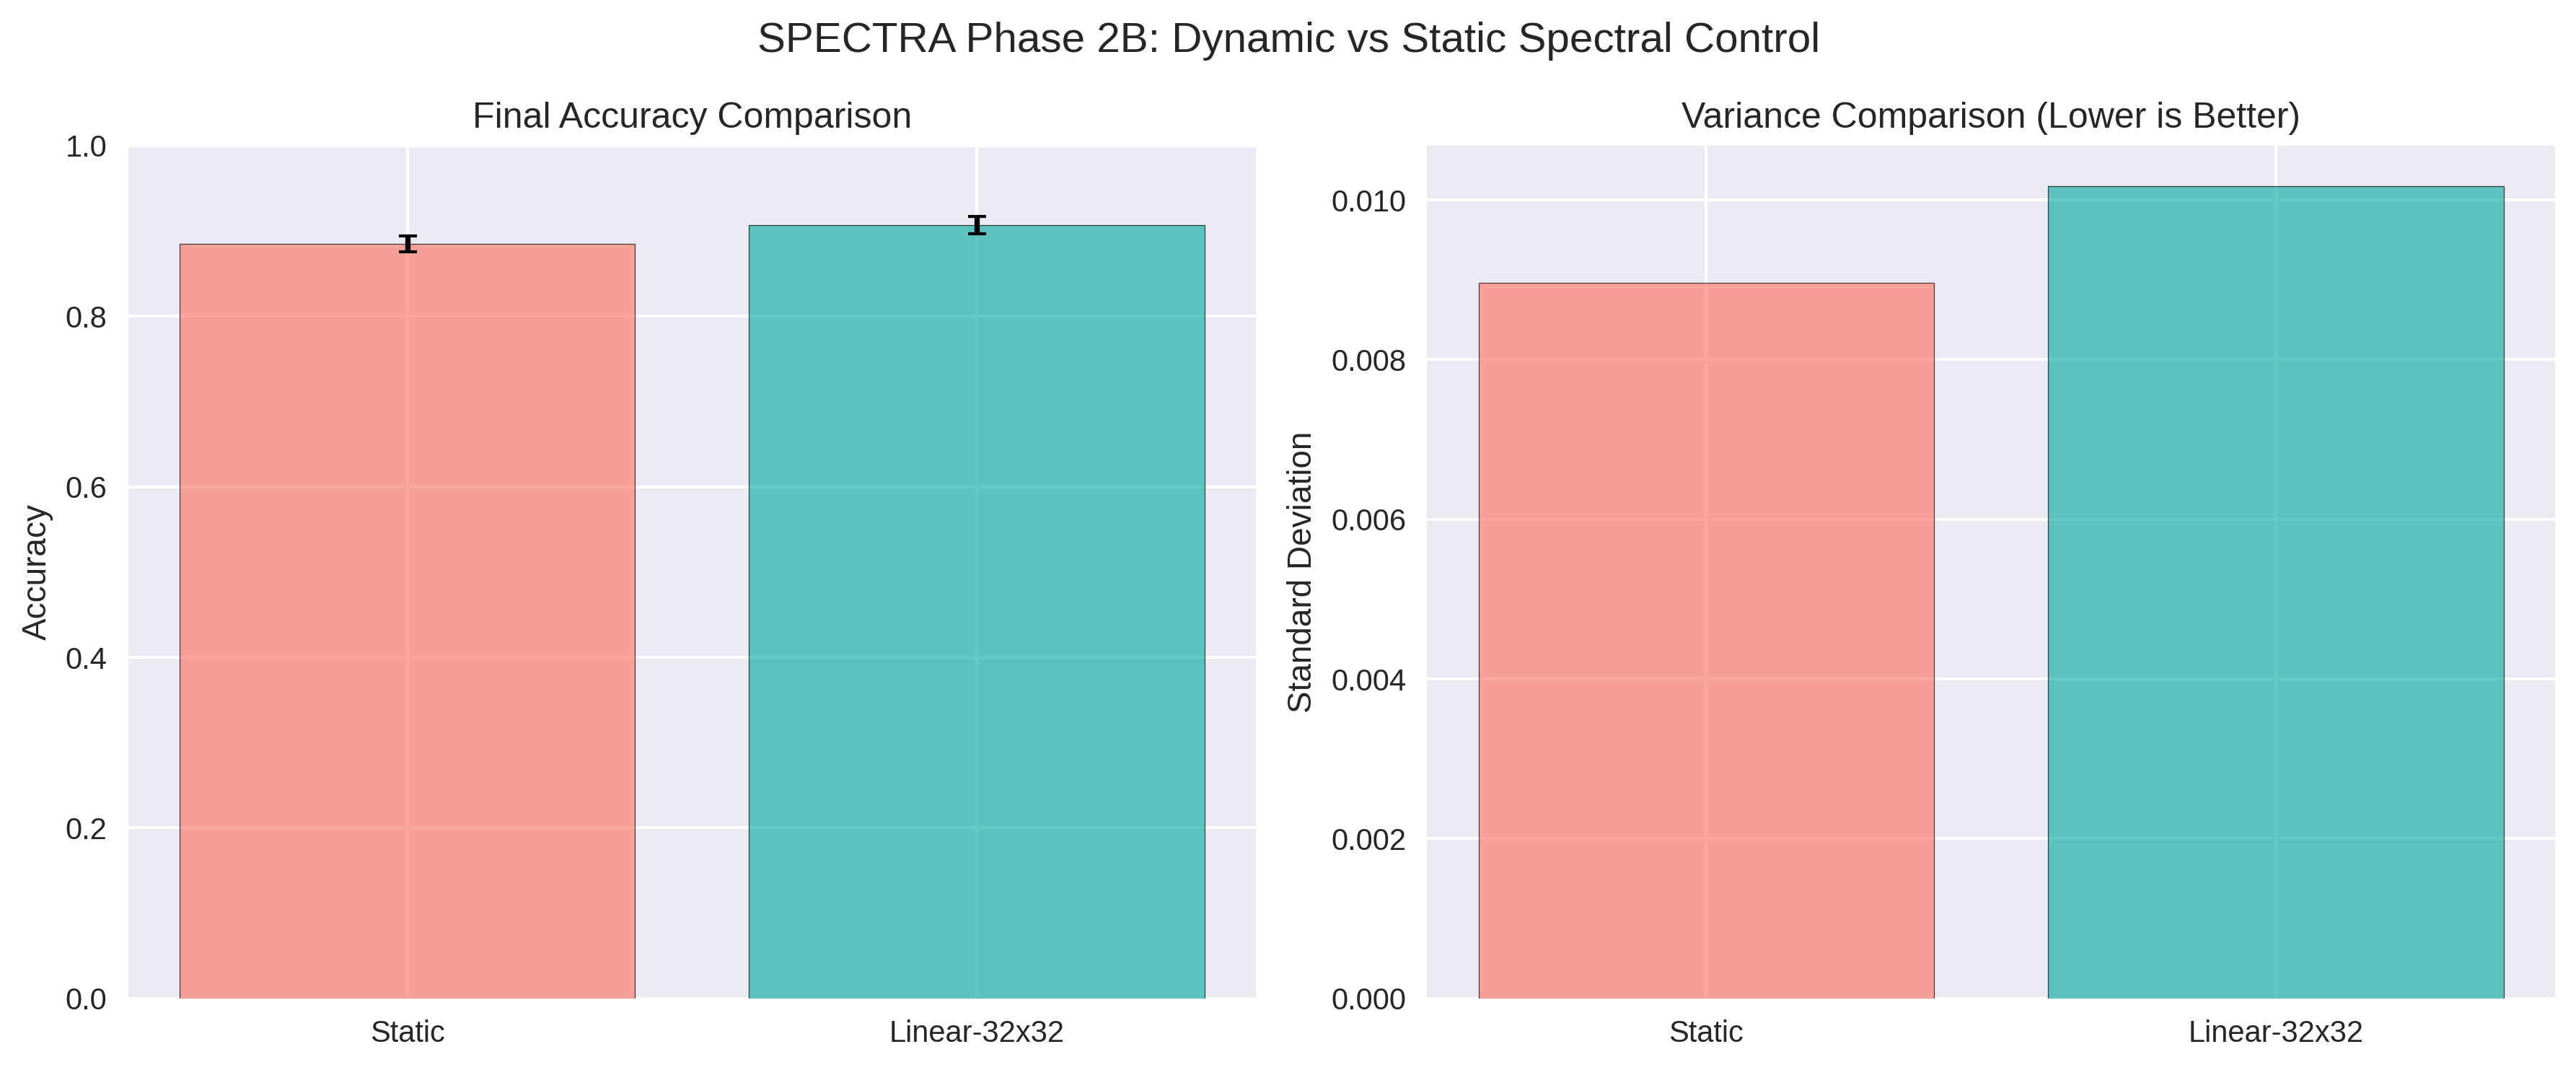 SPECTRA Phase 2B: Dynamic vs Static Spectral Control
Final Accuracy Comparison
1.0
0.8
0.6
0.4
0.2
0.0
Accuracy
Static
Linear-32x32
Variance Comparison (Lower is Better)
0.010
0.008
0.006
0.004
0.002
0.000
Standard Deviation
Static
Linear-32x32